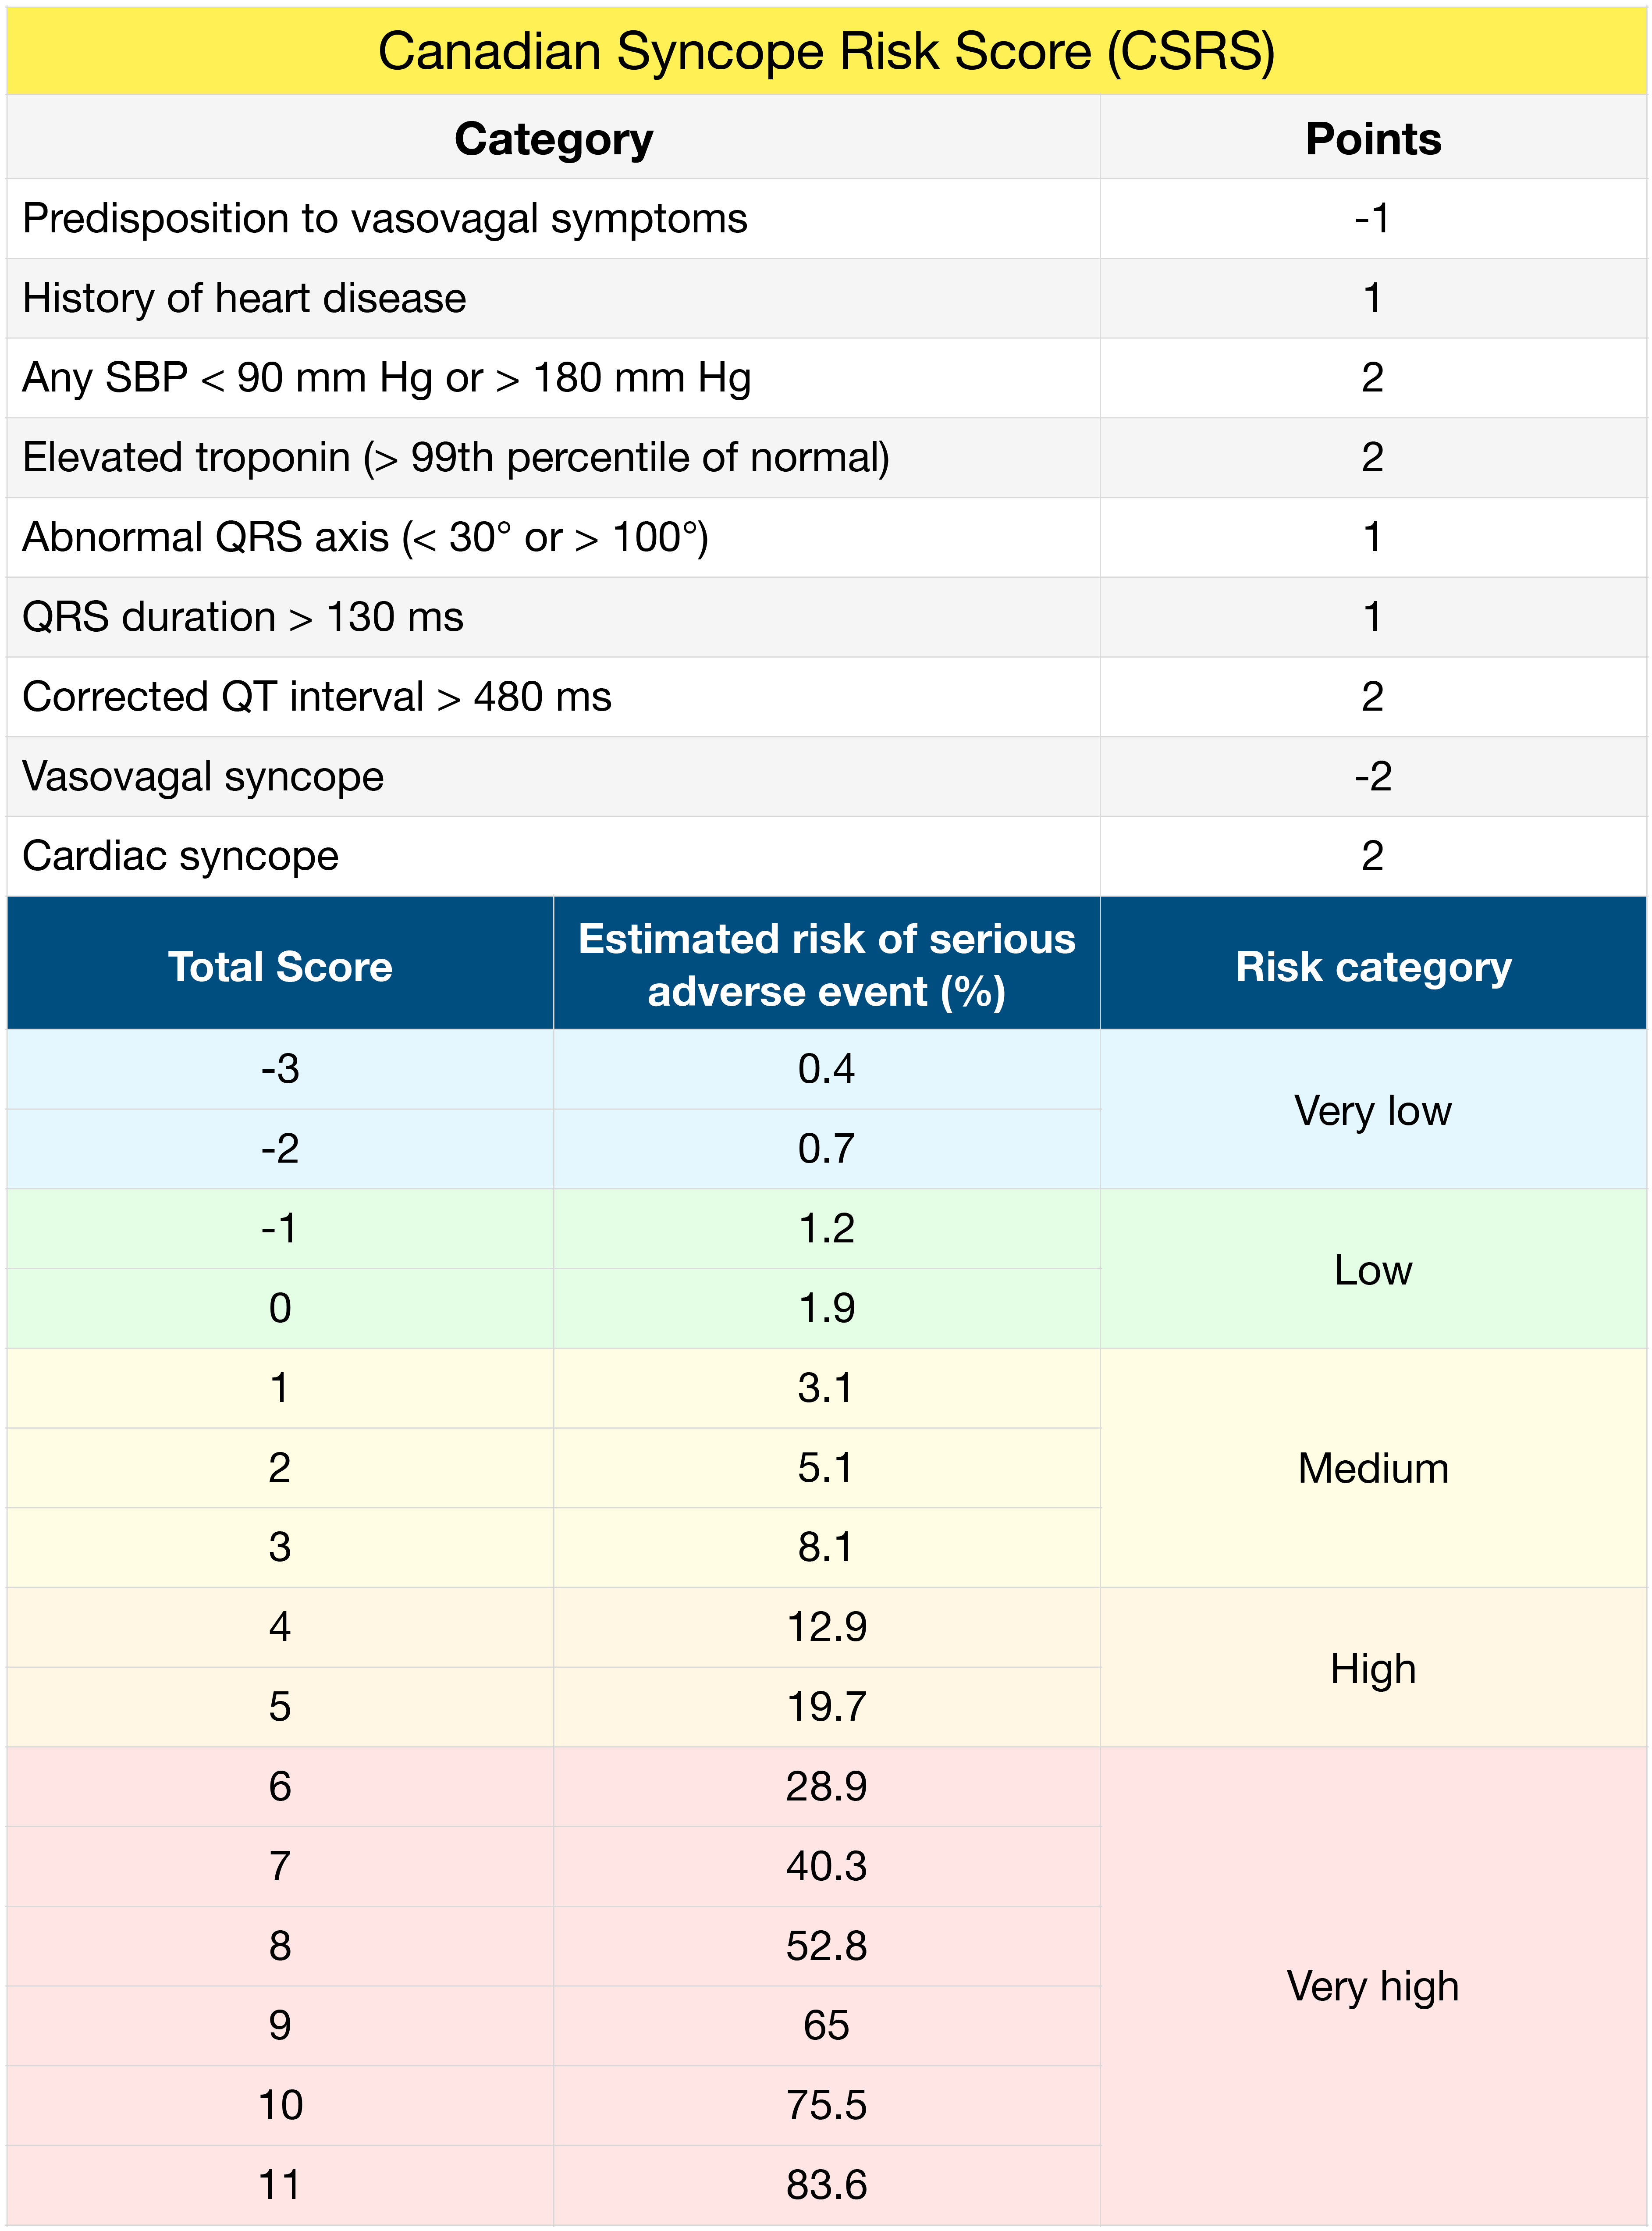 Canadian Syncope Risk Score (CSRS)
Category Points
Predisposition to vasovagal symptoms -1
History of heart disease 1
Any SBP < 90 mm Hg or > 180 mm Hg 2
Elevated troponin (> 99th percentile of normal) 2
Abnormal QRS axis (< 30° or > 100°) 1
QRS duration > 130 ms 1
Corrected QT interval > 480 ms 2
Vasovagal syncope -2
Cardiac syncope 2
Total Score Estimated risk of serious Risk category
adverse event (%)
-3 0.4
Very low
-2 0.7
-1 1.2
Low
0 1.9
1 3.1
2 5.1 Medium
3 8.1
4 12.9
High
5 19.7
6 28.9
7 40.3
8 52.8
Very high
9 65
10 75.5
11 83.6